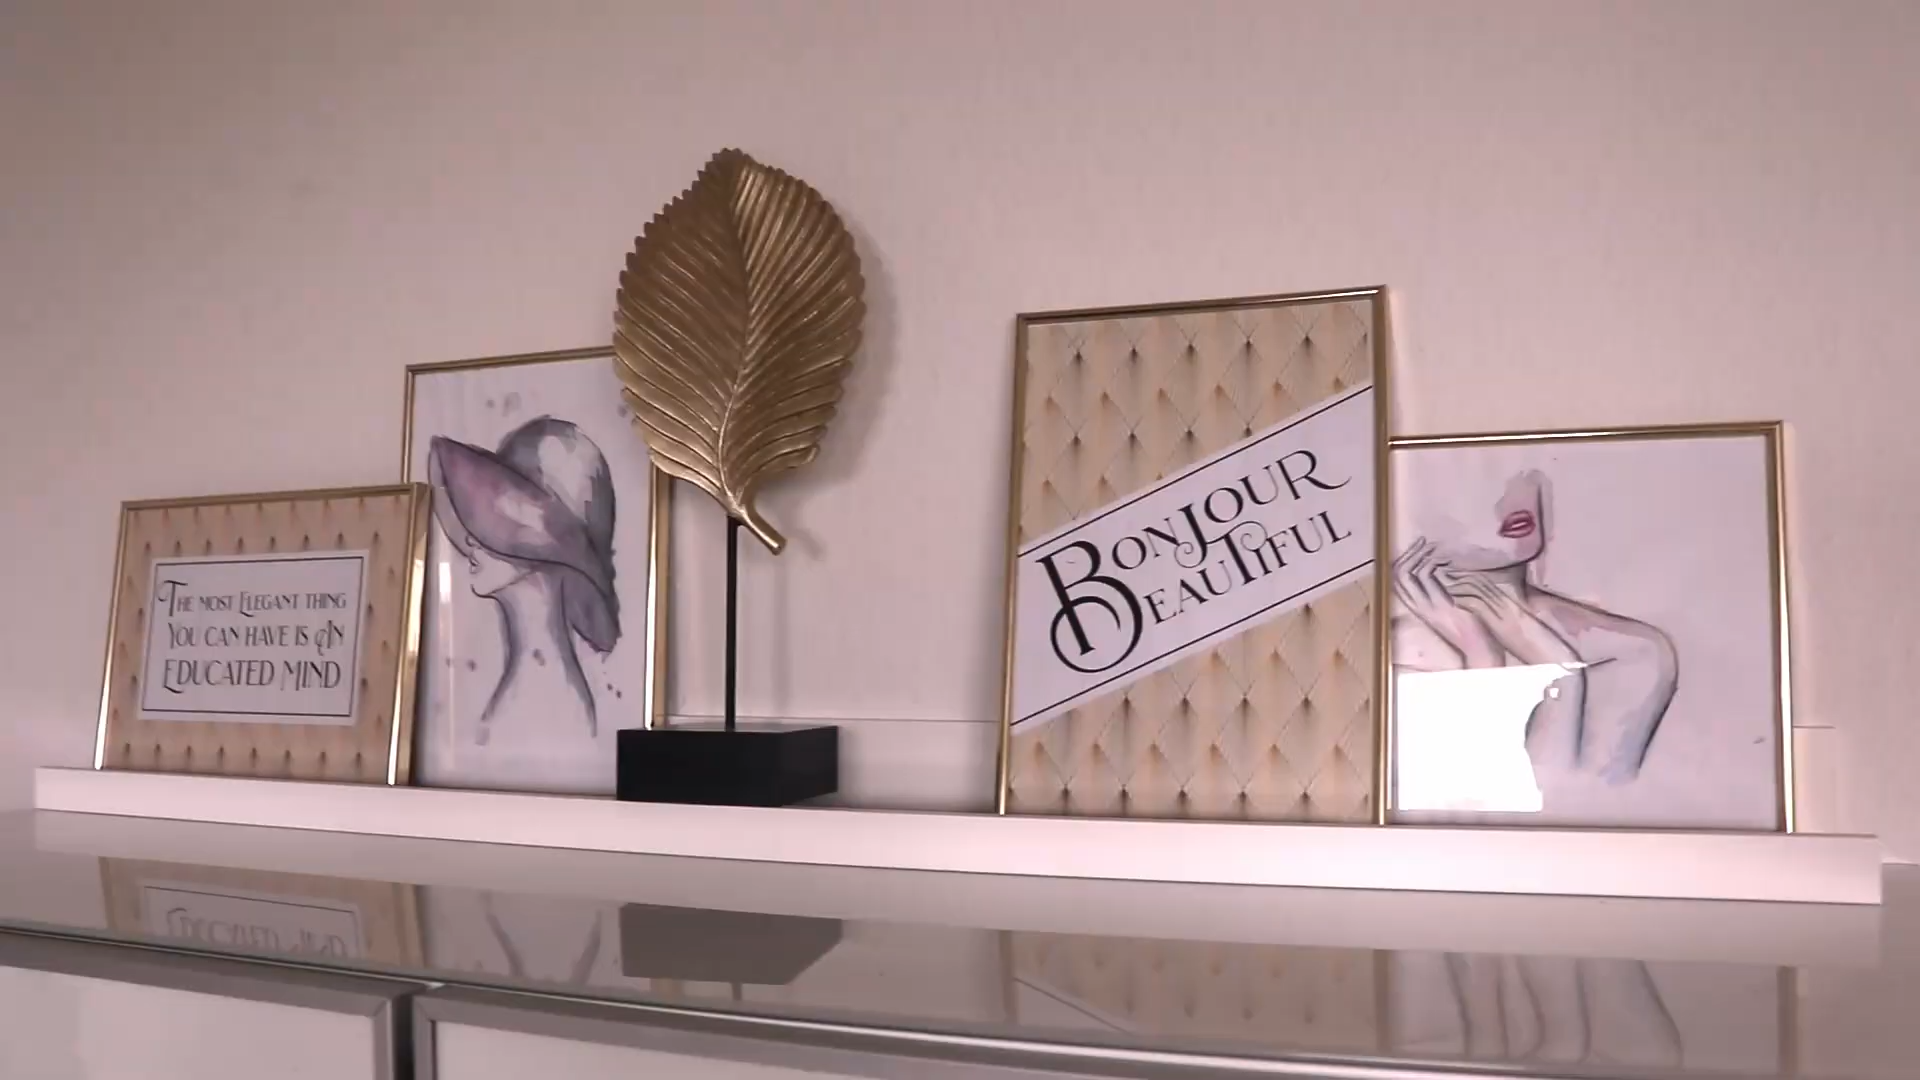 The most Elegant thing
You can have is An
Educated Mind
Bonjour
Beautiful